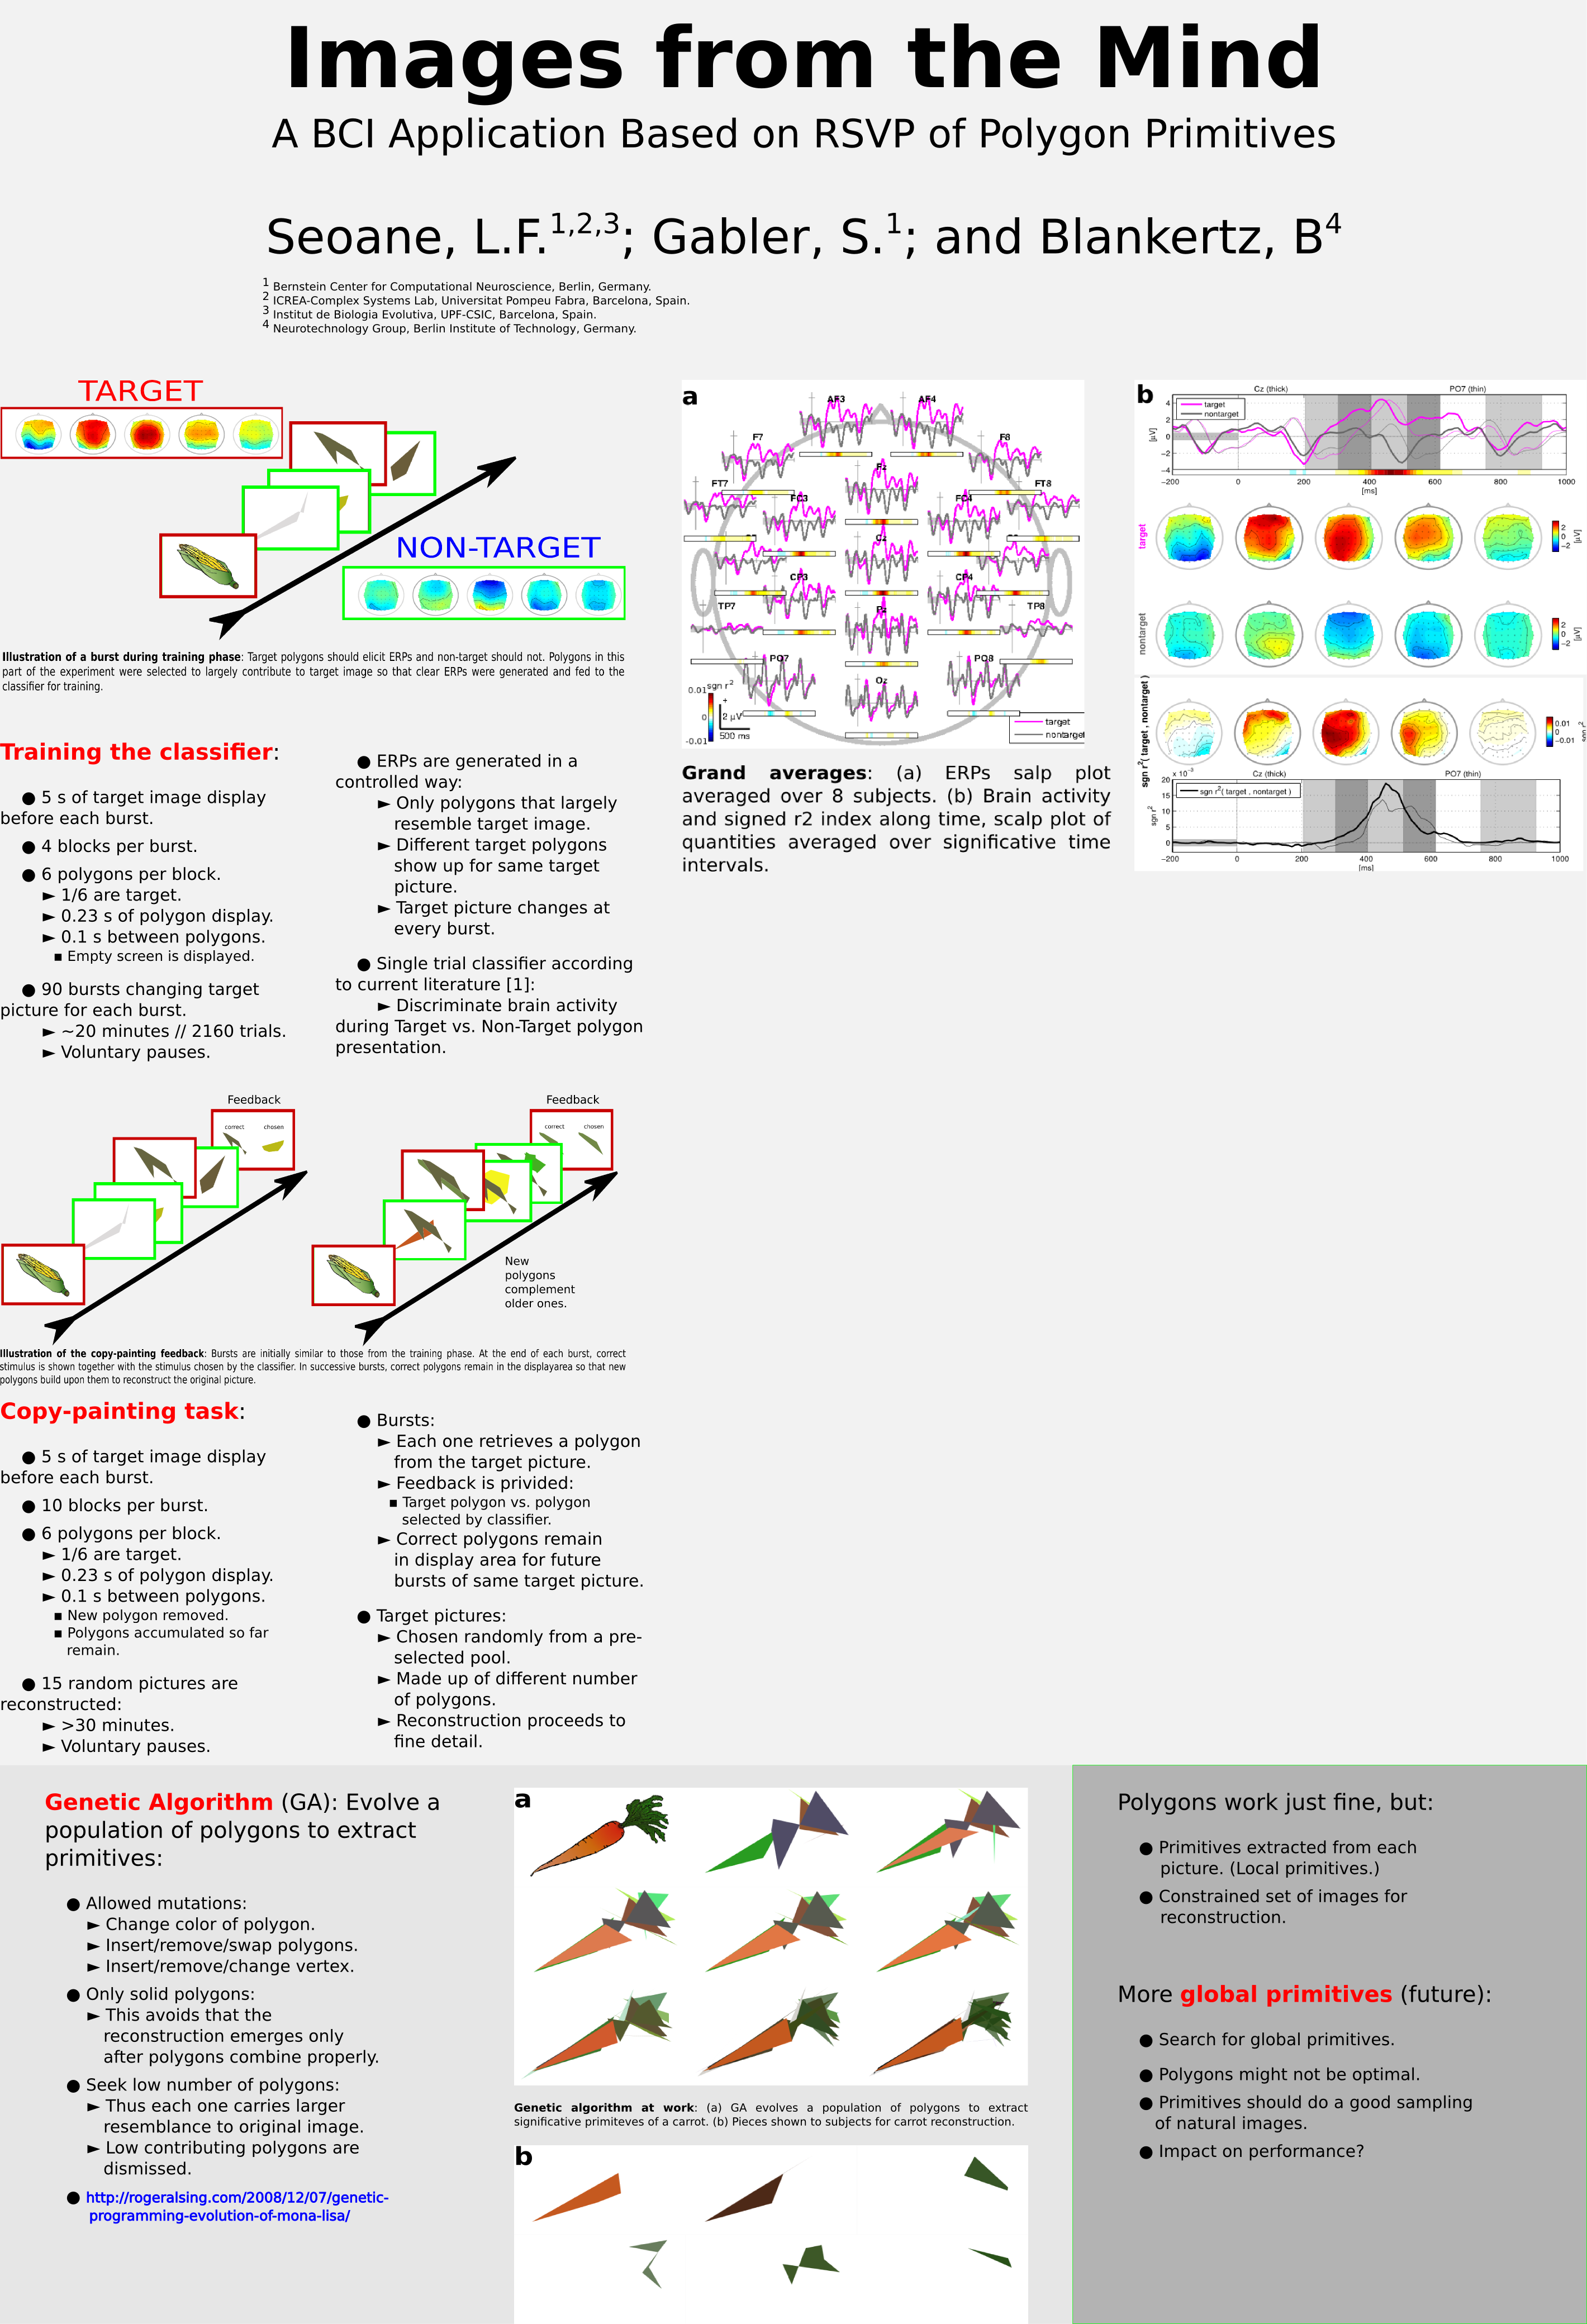 Images from the Mind
A BCI Application Based on RSVP of Polygon Primitives
Seoane, L.F.1,2,3; Gabler, S.1; and Blankertz, B4
1 Bernstein Center for Computational Neuroscience, Berlin, Germany.
2 ICREA-Complex Systems Lab, Universitat Pompeu Fabra, Barcelona, Spain.
3 Institut de Biologia Evolutiva, UPF-CSIC, Barcelona, Spain.
4 Neurotechnology Group, Berlin Institute of Technology, Germany.
TARGET
NON-TARGET
Illustration of a burst during training phase: Target polygons should elicit ERPs and non-target should not. Polygons in this
part of the experiment were selected to largely contribute to target image so that clear ERPs were generated and fed to the
classifier for training.
Training the classifier:
● 5 s of target image display
before each burst.
● 4 blocks per burst.
● 6 polygons per block.
► 1/6 are target.
► 0.23 s of polygon display.
► 0.1 s between polygons.
▪ Empty screen is displayed.
● 90 bursts changing target
picture for each burst.
► ~20 minutes // 2160 trials.
► Voluntary pauses.
● ERPs are generated in a
controlled way:
► Only polygons that largely
resemble target image.
► Different target polygons
show up for same target
picture.
► Target picture changes at
every burst.
● Single trial classifier according
to current literature [1]:
► Discriminate brain activity
during Target vs. Non-Target polygon
presentation.
a
AF3 AF4
F7 F8
Fz
FT7 FT8
FC3 FC4
Cz
CP3 CP4
TP7 TP8
Pz
PO7 PO8
Oz
0.01 sgn r2
0
-0.01
+
2 µV
500 ms
target
nontarget
Grand averages: (a) ERPs salp plot
averaged over 8 subjects. (b) Brain activity
and signed r2 index along time, scalp plot of
quantities averaged over significative time
intervals.
b
Cz (thick) PO7 (thin)
target
nontarget
[µV]
4
2
0
−2
−4
−200 0 200 400 600 800 1000
[ms]
target
2
0
−2
[µV]
nontarget
2
0
−2
[µV]
sgn r2( target , nontarget )
0.01
0
−0.01
sgn r2
x 10 −3
Cz (thick) PO7 (thin)
sgn r2( target , nontarget )
sgn r2
20
15
10
5
0
−200 0 200 400 600 800 1000
[ms]
Feedback
correct chosen
Feedback
correct chosen
New
polygons
complement
older ones.
Illustration of the copy-painting feedback: Bursts are initially similar to those from the training phase. At the end of each burst, correct
stimulus is shown together with the stimulus chosen by the classifier. In successive bursts, correct polygons remain in the displayarea so that new
polygons build upon them to reconstruct the original picture.
Copy-painting task:
● 5 s of target image display
before each burst.
● 10 blocks per burst.
● 6 polygons per block.
► 1/6 are target.
► 0.23 s of polygon display.
► 0.1 s between polygons.
▪ New polygon removed.
▪ Polygons accumulated so far
remain.
● 15 random pictures are
reconstructed:
► >30 minutes.
► Voluntary pauses.
● Bursts:
► Each one retrieves a polygon
from the target picture.
► Feedback is privided:
▪ Target polygon vs. polygon
selected by classifier.
► Correct polygons remain
in display area for future
bursts of same target picture.
● Target pictures:
► Chosen randomly from a pre-
selected pool.
► Made up of different number
of polygons.
► Reconstruction proceeds to
fine detail.
Genetic Algorithm (GA): Evolve a
population of polygons to extract
primitives:
● Allowed mutations:
► Change color of polygon.
► Insert/remove/swap polygons.
► Insert/remove/change vertex.
● Only solid polygons:
► This avoids that the
reconstruction emerges only
after polygons combine properly.
● Seek low number of polygons:
► Thus each one carries larger
resemblance to original image.
► Low contributing polygons are
dismissed.
● http://rogeralsing.com/2008/12/07/genetic-
programming-evolution-of-mona-lisa/
a
Genetic algorithm at work: (a) GA evolves a population of polygons to extract
significative primiteves of a carrot. (b) Pieces shown to subjects for carrot reconstruction.
b
Polygons work just fine, but:
● Primitives extracted from each
picture. (Local primitives.)
● Constrained set of images for
reconstruction.
More global primitives (future):
● Search for global primitives.
● Polygons might not be optimal.
● Primitives should do a good sampling
of natural images.
● Impact on performance?